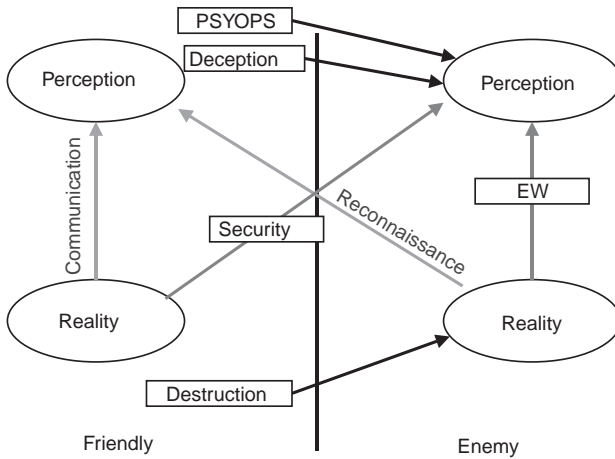 PSYOPS
Deception
Perception
Perception
Communication
EW
Reconnaissance
Security
Reality
Reality
Destruction
Friendly
Enemy